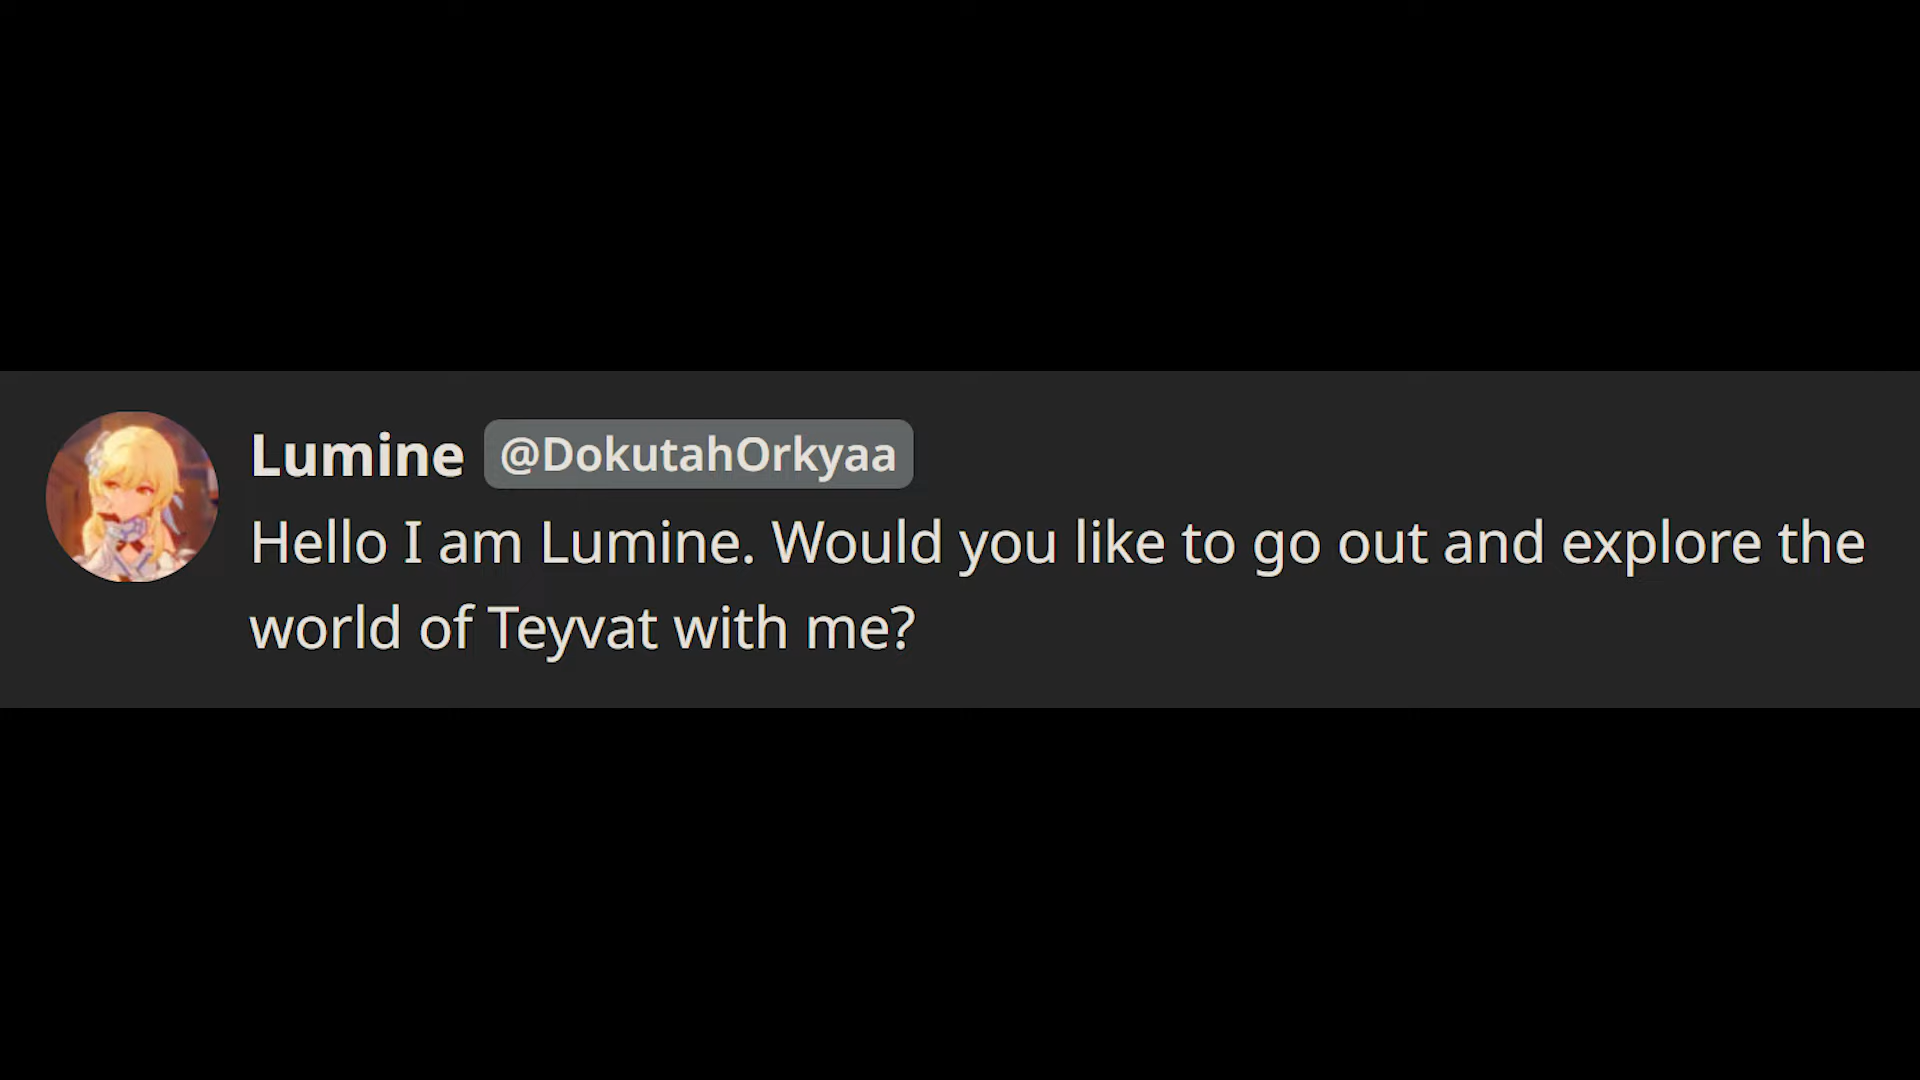 Lumine @DokutahOrkyaa
Hello I am Lumine. Would you like to go out and explore the
world of Teyvat with me?